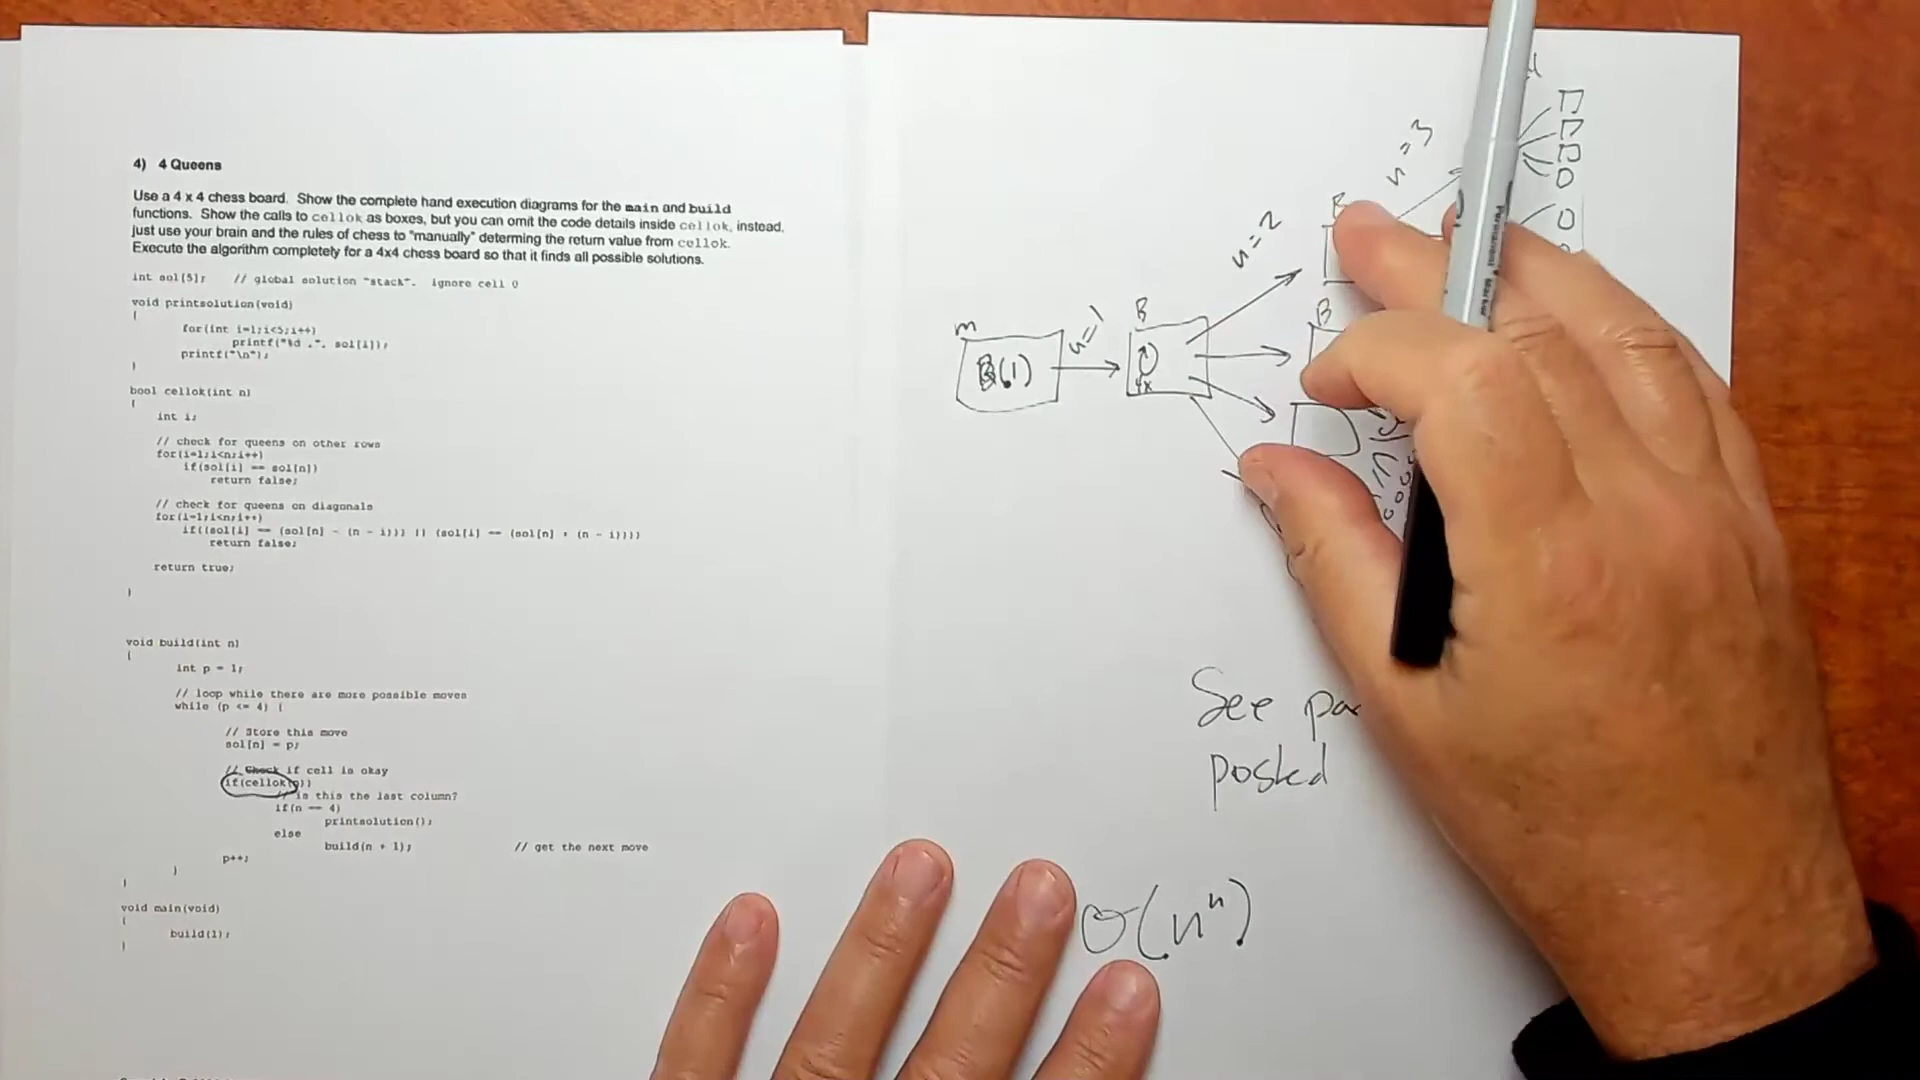 4) 4 Queens
Use a 4 x 4 chess board. Show the complete hand execution diagrams for the main and build
functions. Show the calls to cellok as boxes, but you can omit the code details inside cellok, instead,
just use your brain and the rules of chess to "manually" determing the return value from cellok.
Execute the algorithm completely for a 4x4 chess board so that it finds all possible solutions.
int sol[5]; // global solution "stack". ignore cell 0
void printsolution(void)
{
for(int i=1;i<5;i++)
printf("%d ,". sol[i]);
printf("\n");
}
bool cellok(int n)
{
int i;
// check for queens on other rows
for(i=1;i<n;i++)
if(sol[i] == sol[n])
return false;
// check for queens on diagonals
for(i=1;i<n;i++)
if((sol[i] == (sol[n] - (n - i))) || (sol[i] == (sol[n] + (n - i))))
return false;
return true;
}
void build(int n)
{
int p = 1;
// loop while there are more possible moves
while (p <= 4) {
// Store this move
sol[n] = p;
// Check if cell is okay
if(cellok(n))
// is this the last column?
if(n == 4)
printsolution();
else
build(n + 1); // get the next move
p++;
}
}
void main(void)
{
build(1);
}
m
B(1)
n=1
B
4x
n=2
B
B
n=3
See
posted
O(nⁿ)